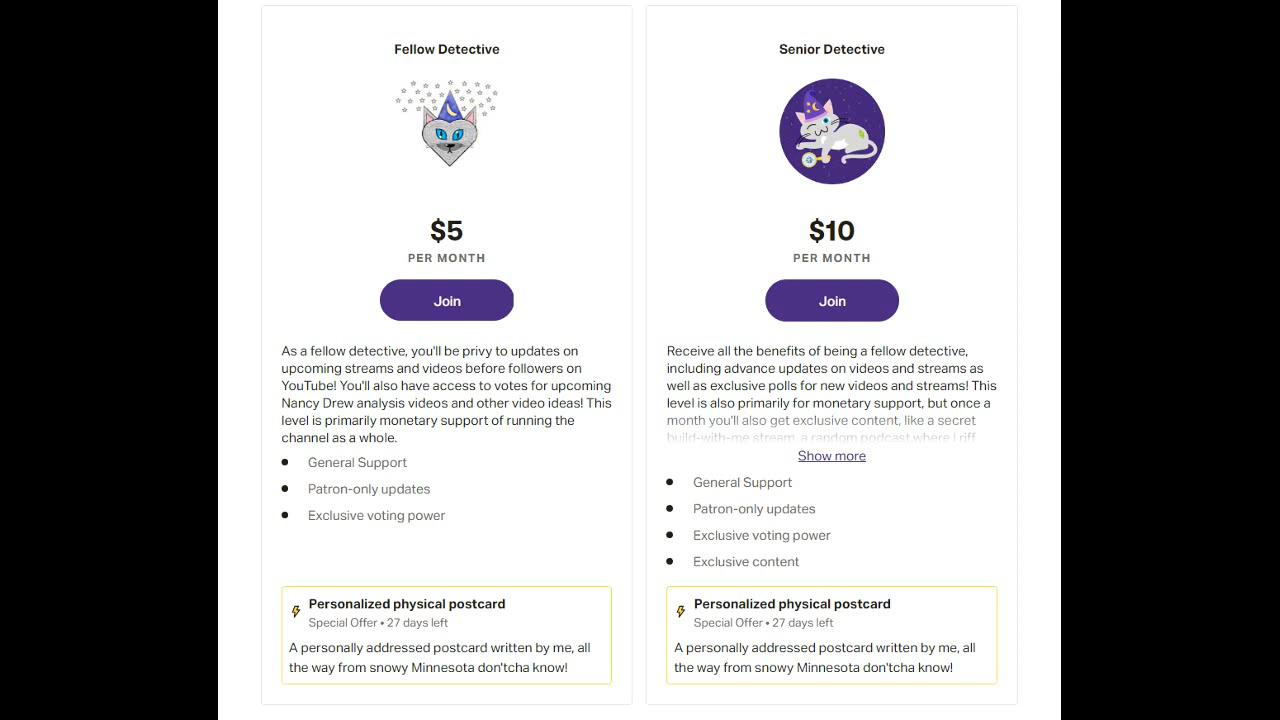 Fellow Detective
$5
PER MONTH
Join
As a fellow detective, you'll be privy to updates on
upcoming streams and videos before followers on
YouTube! You'll also have access to votes for upcoming
Nancy Drew analysis videos and other video ideas! This
level is primarily monetary support of running the
channel as a whole.
General Support
Patron-only updates
Exclusive voting power
Personalized physical postcard
Special Offer • 27 days left
A personally addressed postcard written by me, all
the way from snowy Minnesota don'tcha know!
Senior Detective
$10
PER MONTH
Join
Receive all the benefits of being a fellow detective,
including advance updates on videos and streams as
well as exclusive polls for new videos and streams! This
level is also primarily for monetary support, but once a
month you'll also get exclusive content, like a secret
build-with-me stream, a random podcast where I riff
Show more
General Support
Patron-only updates
Exclusive voting power
Exclusive content
Personalized physical postcard
Special Offer • 27 days left
A personally addressed postcard written by me, all
the way from snowy Minnesota don'tcha know!